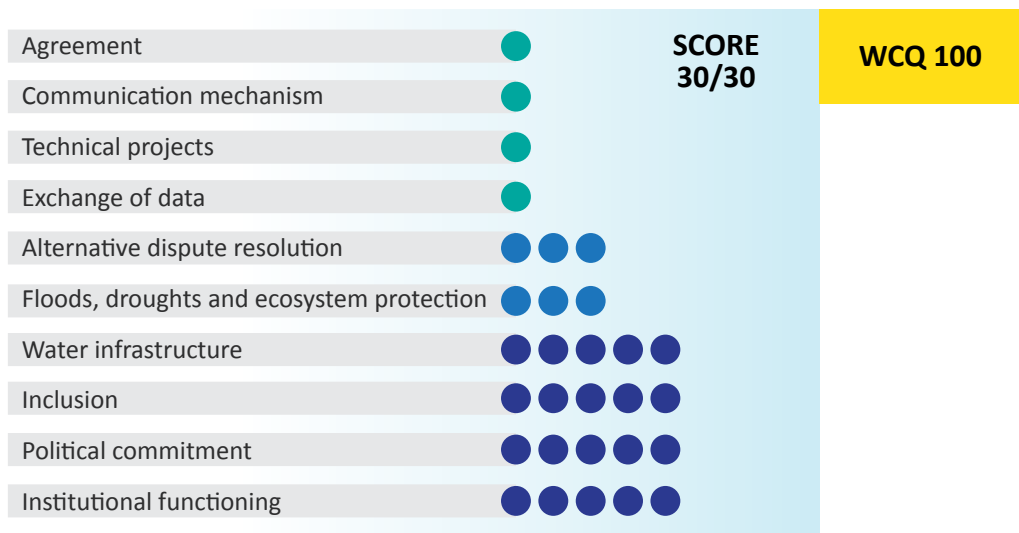 Agreement
Communication mechanism
Technical projects
Exchange of data
Alternative dispute resolution
Floods, droughts and ecosystem protection
Water infrastructure
Inclusion
Political commitment
Institutional functioning
SCORE
30/30
WCQ 100